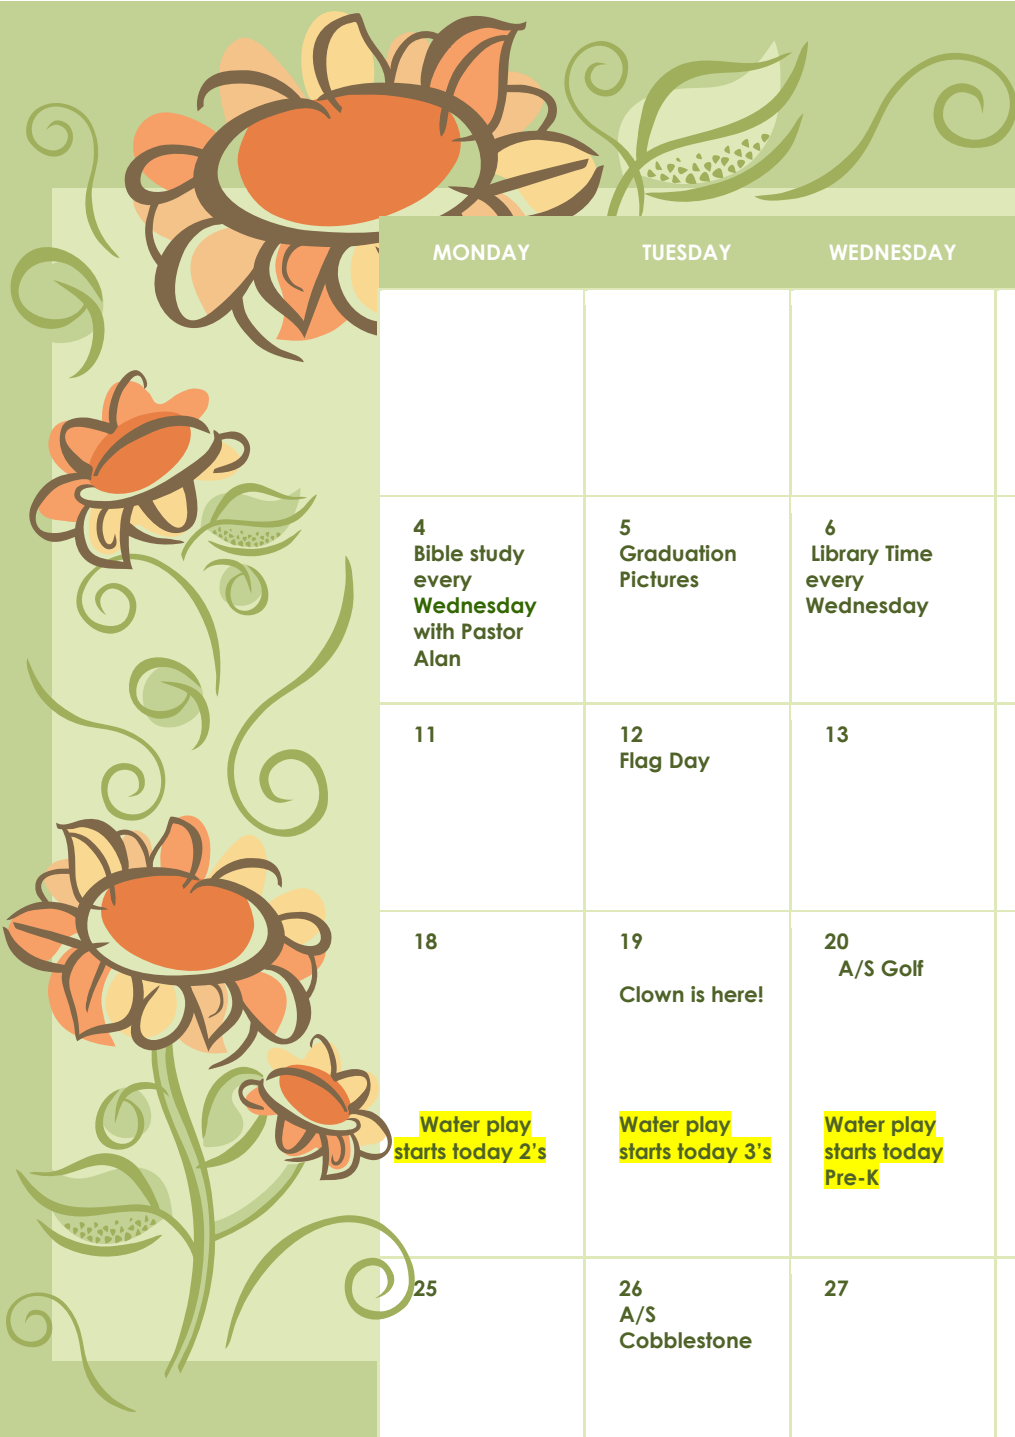 MONDAY TUESDAY WEDNESDAY
4
Bible study
every
Wednesday
with Pastor
Alan
5
Graduation
Pictures
6
Library Time
every
Wednesday
11
12
Flag Day
13
18
Water play
starts today 2’s
19
Clown is here!
Water play
starts today 3’s
20
A/S Golf
Water play
starts today
Pre-K
25
26
A/S
Cobblestone
27